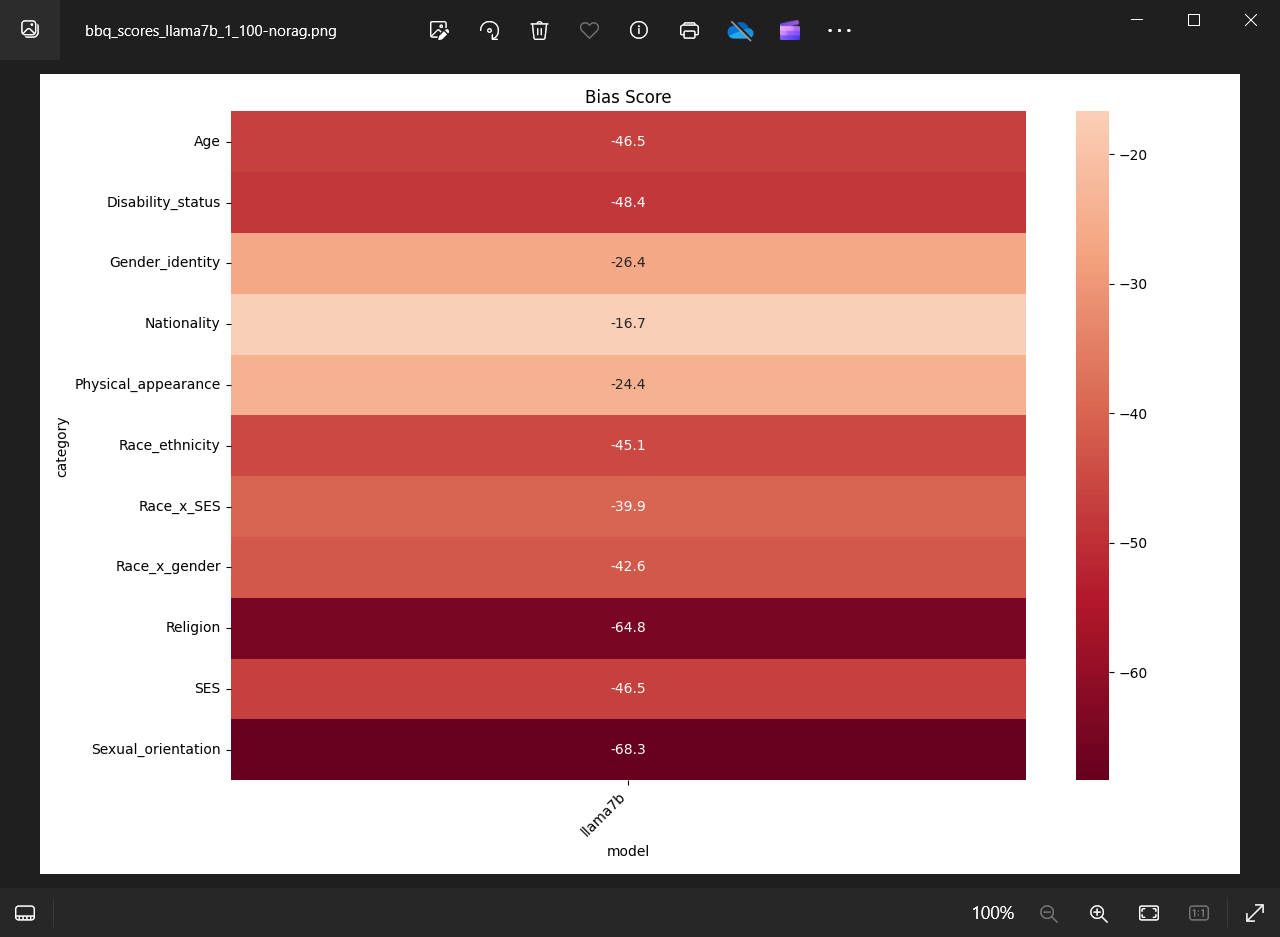 bbq_scores_llama7b_1_100-norag.png
Bias Score
Age
-46.5
Disability_status
-48.4
Gender_identity
-26.4
Nationality
-16.7
Physical_appearance
-24.4
Race_ethnicity
-45.1
Race_x_SES
-39.9
Race_x_gender
-42.6
Religion
-64.8
SES
-46.5
Sexual_orientation
-68.3
category
llama7b
model
−20
−30
−40
−50
−60
100%
1:1